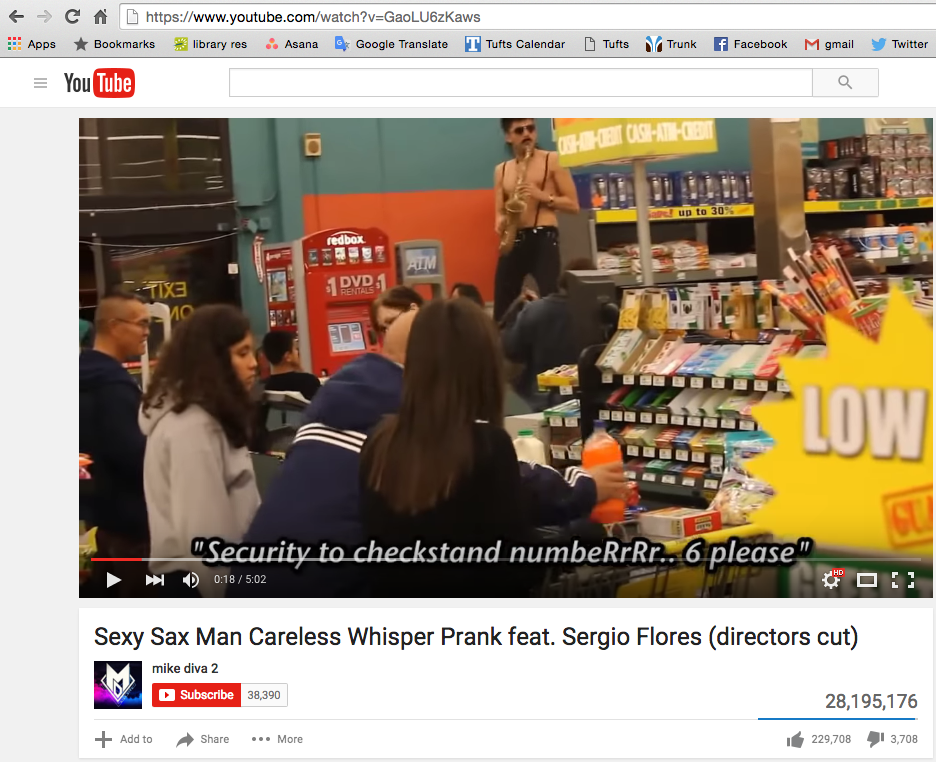 https://www.youtube.com/watch?v=GaoLU6zKaws
Apps Bookmarks library res Asana Google Translate Tufts Calendar Tufts Trunk Facebook gmail Twitter
YouTube
CASH-ATM-CREDIT CASH-ATM-CREDIT
up to 30%
redbox.
ATM
$1 DVD $1
RENTALS
EXIT
LOW
"Security to checkstand numbeRrRr.. 6 please"
0:18 / 5:02
HD
Sexy Sax Man Careless Whisper Prank feat. Sergio Flores (directors cut)
mike diva 2
Subscribe 38,390
28,195,176
Add to Share More 229,708 3,708